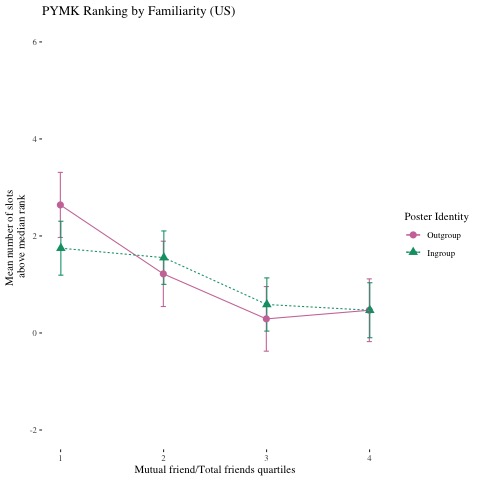 PYMK Ranking by Familiarity (US)
6
4
2
0
-2
Mean number of slots
above median rank
1 2 3 4
Mutual friend/Total friends quartiles
Poster Identity
Outgroup
Ingroup